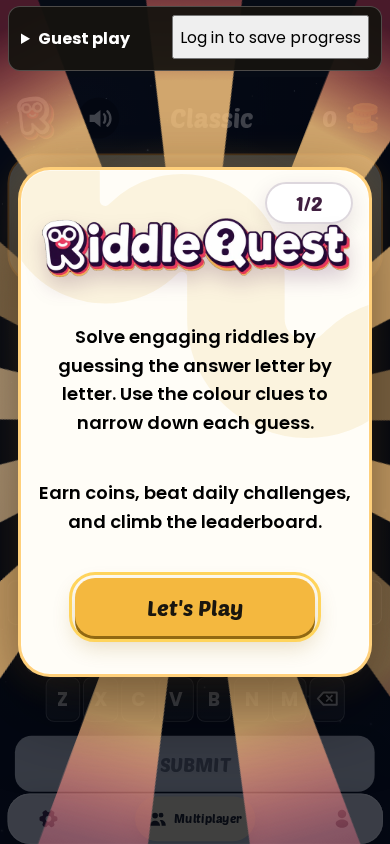 ▶ Guest play
Log in to save progress
Classic
0
1/2
RiddleQuest
Solve engaging riddles by
guessing the answer letter by
letter. Use the colour clues to
narrow down each guess.
Earn coins, beat daily challenges,
and climb the leaderboard.
Let's Play
Z X C V B N M
SUBMIT
Multiplayer